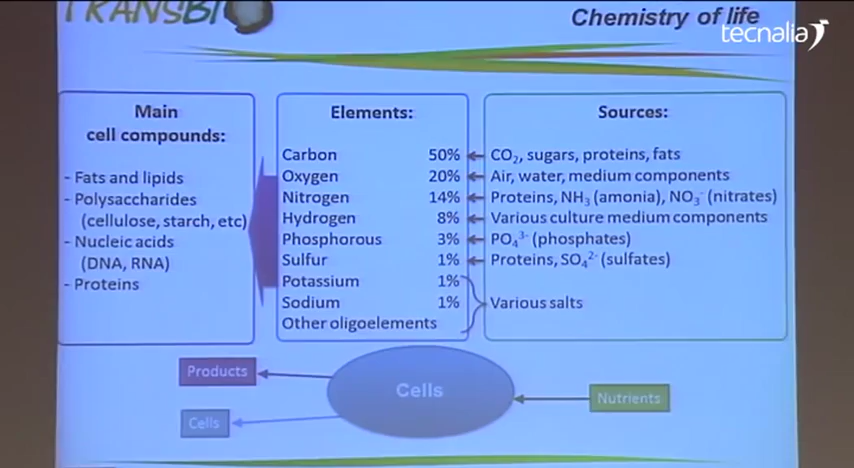 TRANSBIO
Chemistry of life
tecnalia
Main
cell compounds:
- Fats and lipids
- Polysaccharides
(cellulose, starch, etc)
- Nucleic acids
(DNA, RNA)
- Proteins
Elements:
Carbon 50%
Oxygen 20%
Nitrogen 14%
Hydrogen 8%
Phosphorous 3%
Sulfur 1%
Potassium 1%
Sodium 1%
Other oligoelements
Sources:
CO₂, sugars, proteins, fats
Air, water, medium components
Proteins, NH₃ (amonia), NO₃⁻ (nitrates)
Various culture medium components
PO₄³⁻ (phosphates)
Proteins, SO₄²⁻ (sulfates)
Various salts
Products
Cells
Cells
Nutrients